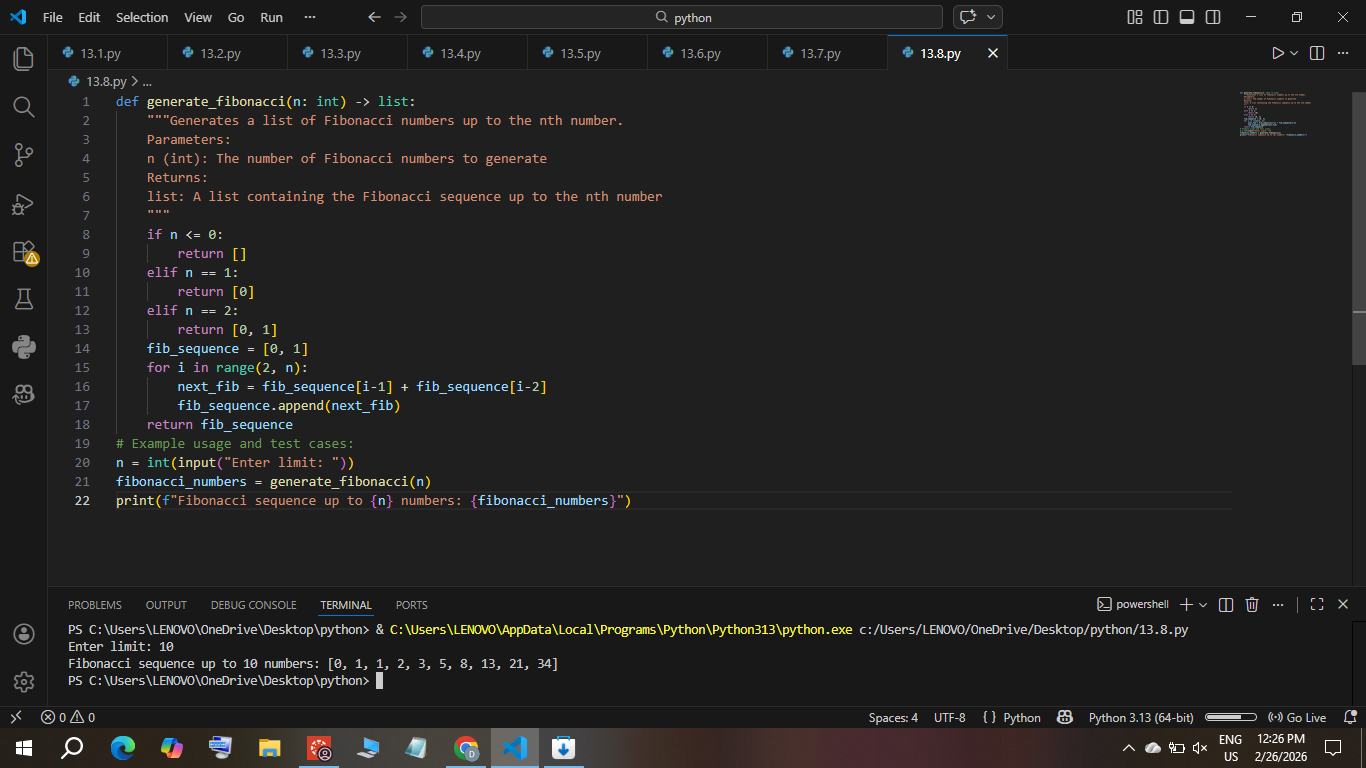 File Edit Selection View Go Run ··· python
13.1.py 13.2.py 13.3.py 13.4.py 13.5.py 13.6.py 13.7.py 13.8.py
13.8.py > ...
1 def generate_fibonacci(n: int) -> list:
2 """Generates a list of Fibonacci numbers up to the nth number.
3 Parameters:
4 n (int): The number of Fibonacci numbers to generate
5 Returns:
6 list: A list containing the Fibonacci sequence up to the nth number
7 """
8 if n <= 0:
9 return []
10 elif n == 1:
11 return [0]
12 elif n == 2:
13 return [0, 1]
14 fib_sequence = [0, 1]
15 for i in range(2, n):
16 next_fib = fib_sequence[i-1] + fib_sequence[i-2]
17 fib_sequence.append(next_fib)
18 return fib_sequence
19 # Example usage and test cases:
20 n = int(input("Enter limit: "))
21 fibonacci_numbers = generate_fibonacci(n)
22 print(f"Fibonacci sequence up to {n} numbers: {fibonacci_numbers}")
PROBLEMS OUTPUT DEBUG CONSOLE TERMINAL PORTS powershell
PS C:\Users\LENOVO\OneDrive\Desktop\python> & C:\Users\LENOVO\AppData\Local\Programs\Python\Python313\python.exe c:/Users/LENOVO/OneDrive/Desktop/python/13.8.py
Enter limit: 10
Fibonacci sequence up to 10 numbers: [0, 1, 1, 2, 3, 5, 8, 13, 21, 34]
PS C:\Users\LENOVO\OneDrive\Desktop\python>
0 0 Spaces: 4 UTF-8 {} Python Python 3.13 (64-bit) Go Live
ENG 12:26 PM
US 2/26/2026